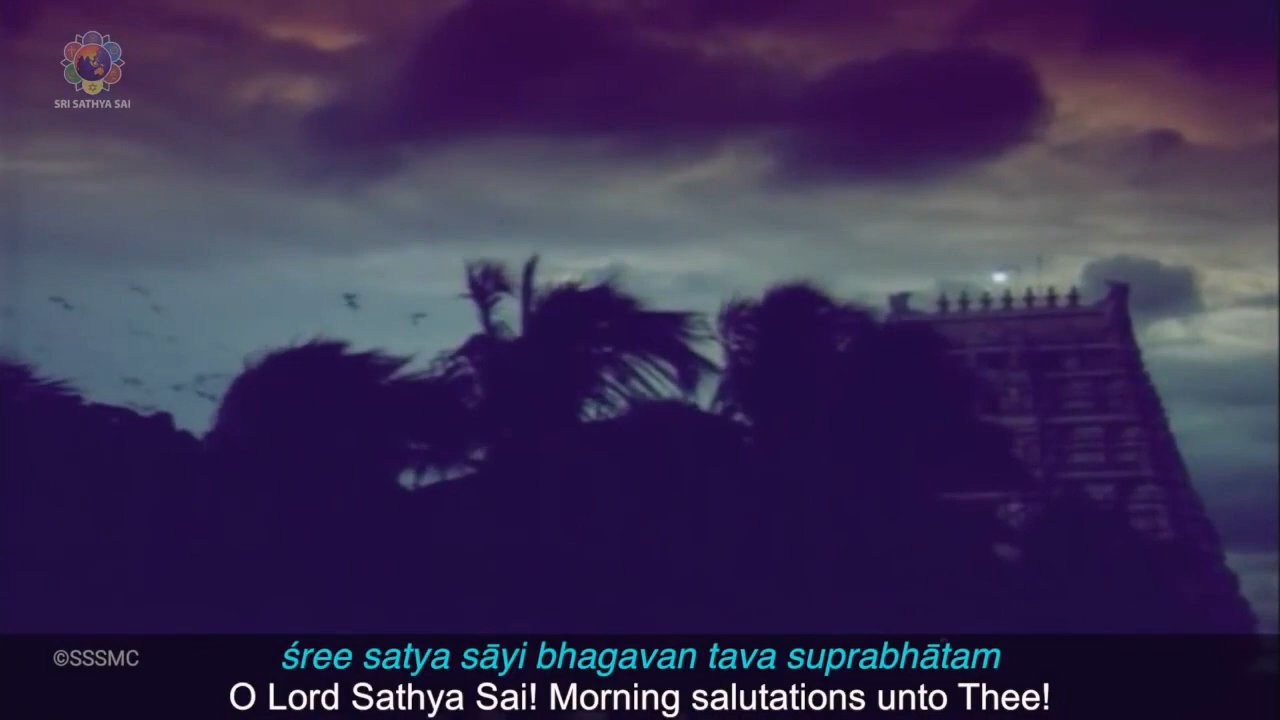 SRI SATHYA SAI
©SSSMC
śree satya sāyi bhagavan tava suprabhātam
O Lord Sathya Sai! Morning salutations unto Thee!